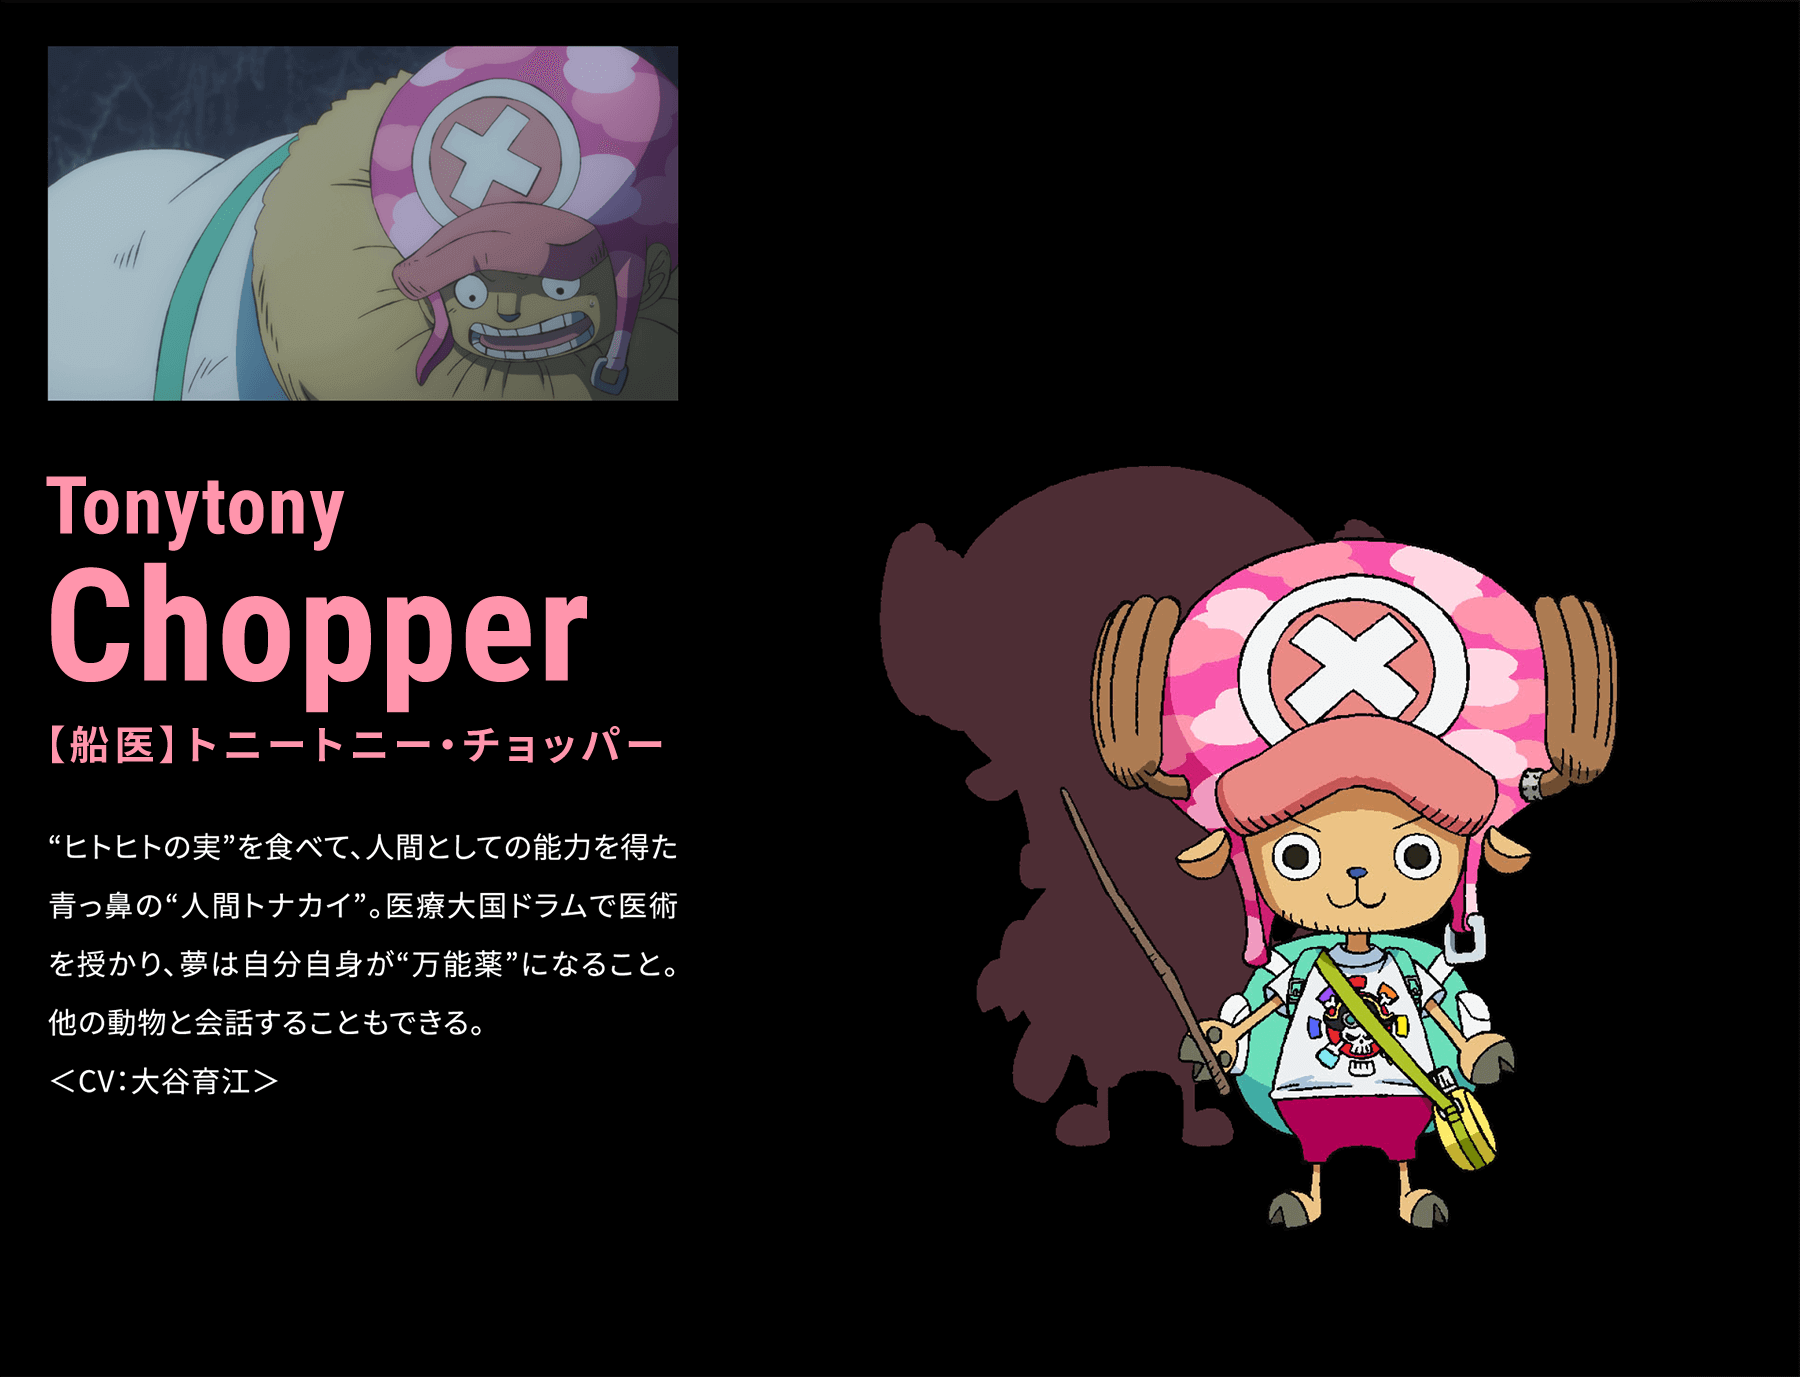 Tonytony
Chopper
【船医】トニートニー・チョッパー
“ヒトヒトの実”を食べて、人間としての能力を得た
青っ鼻の“人間トナカイ”。医療大国ドラムで医術
を授かり、夢は自分自身が“万能薬”になること。
他の動物と会話することもできる。
＜CV：大谷育江＞